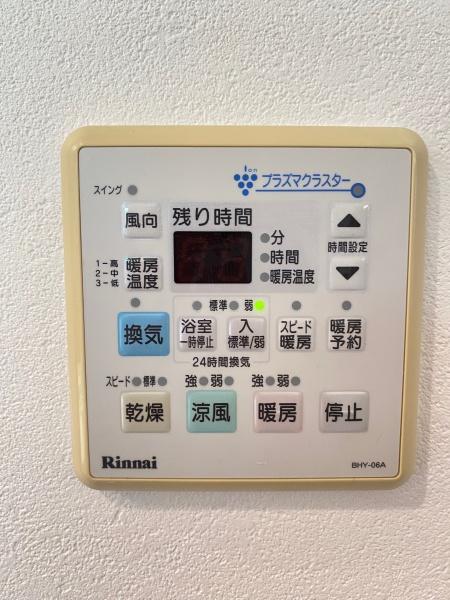 ion プラズマクラスター
スイング
風向
残り時間
分
時間
暖房温度
時間設定
1-高
2-中
3-低
暖房
温度
標準 弱
換気
浴室
一時停止
入
標準/弱
スピード
暖房
暖房
予約
24時間換気
スピード 標準 強 弱 強 弱
乾燥 涼風 暖房 停止
Rinnai BHY-06A